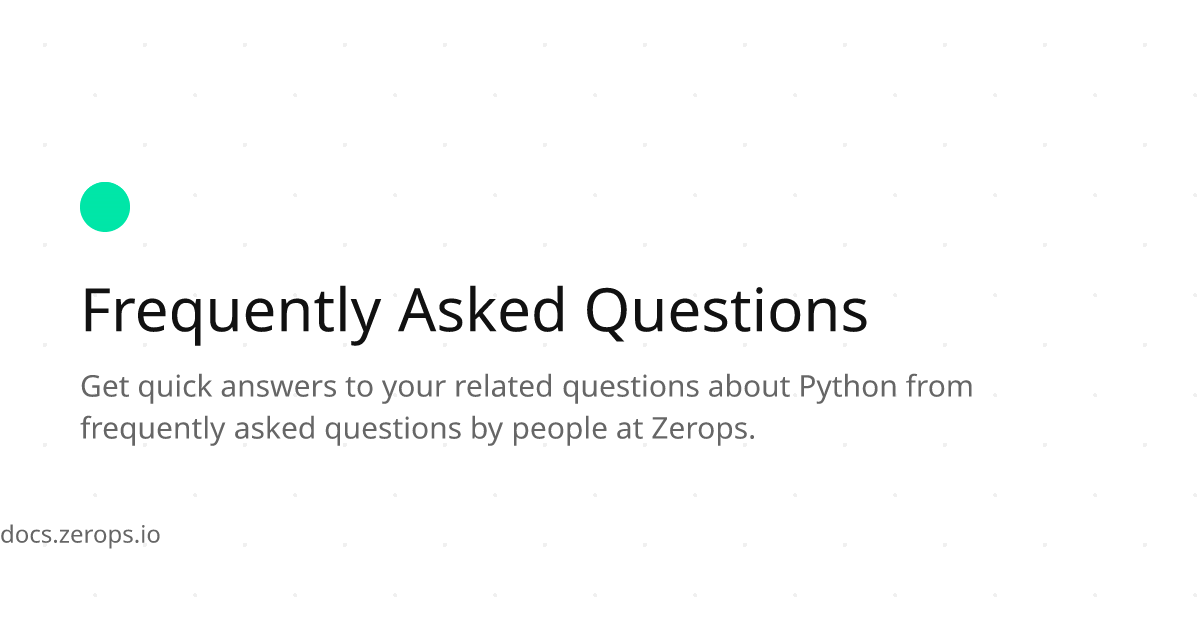 Frequently Asked Questions
Get quick answers to your related questions about Python from
frequently asked questions by people at Zerops.
docs.zerops.io